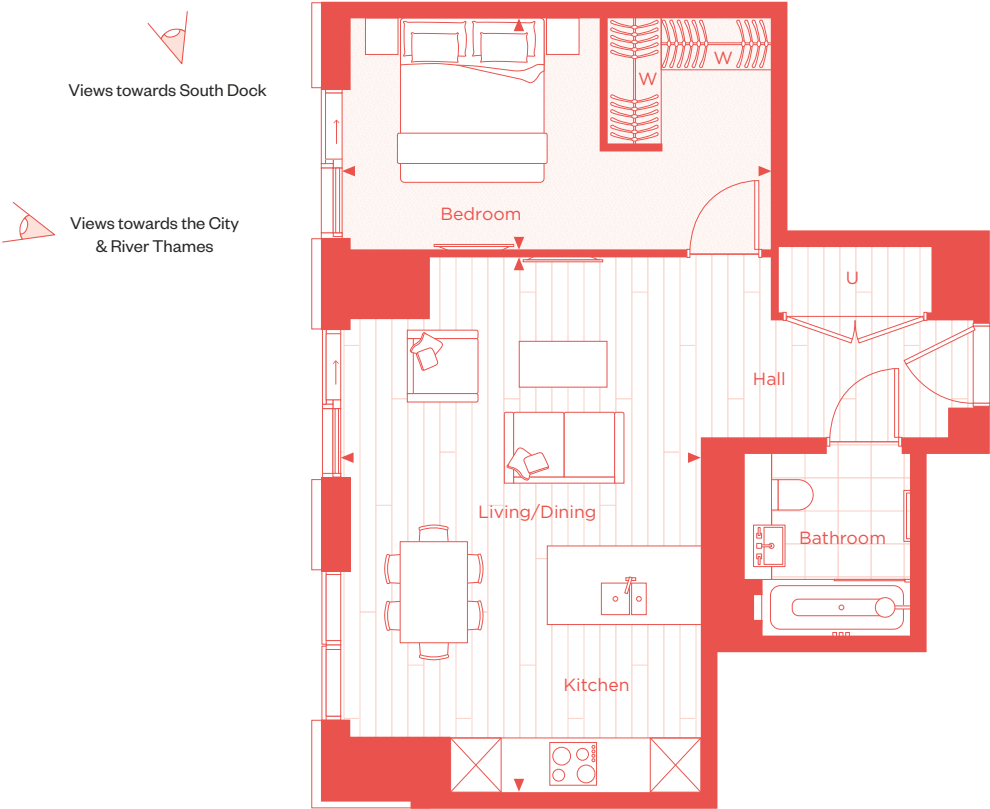 Views towards South Dock
Views towards the City
& River Thames
W
W
Bedroom
U
Hall
Living/Dining
Bathroom
Kitchen